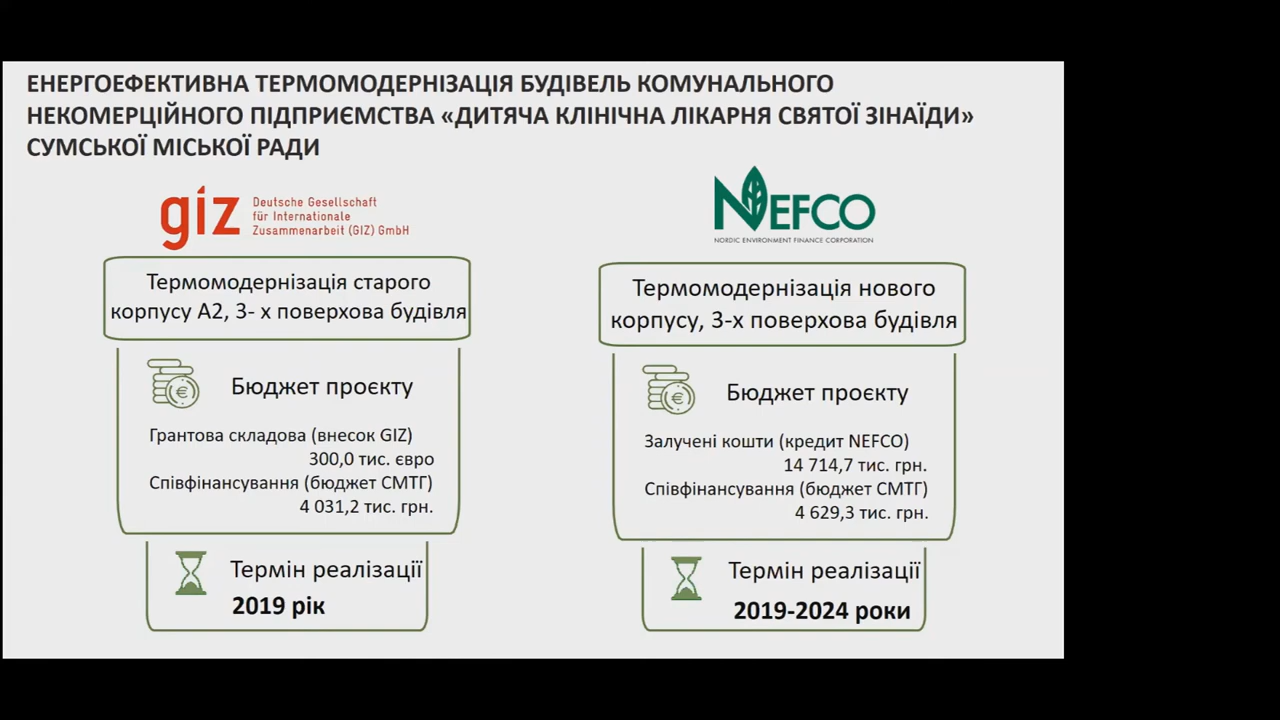 ЕНЕРГОЕФЕКТИВНА ТЕРМОМОДЕРНІЗАЦІЯ БУДІВЕЛЬ КОМУНАЛЬНОГО
НЕКОМЕРЦІЙНОГО ПІДПРИЄМСТВА «ДИТЯЧА КЛІНІЧНА ЛІКАРНЯ СВЯТОЇ ЗІНАЇДИ»
СУМСЬКОЇ МІСЬКОЇ РАДИ
giz
Deutsche Gesellschaft
für Internationale
Zusammenarbeit (GIZ) GmbH
Термомодернізація старого
корпусу А2, 3- х поверхова будівля
Бюджет проєкту
Грантова складова (внесок GIZ)
300,0 тис. євро
Співфінансування (бюджет СМТГ)
4 031,2 тис. грн.
Термін реалізації
2019 рік
NEFCO
NORDIC ENVIRONMENT FINANCE CORPORATION
Термомодернізація нового
корпусу, 3-х поверхова будівля
Бюджет проєкту
Залучені кошти (кредит NEFCO)
14 714,7 тис. грн.
Співфінансування (бюджет СМТГ)
4 629,3 тис. грн.
Термін реалізації
2019-2024 роки